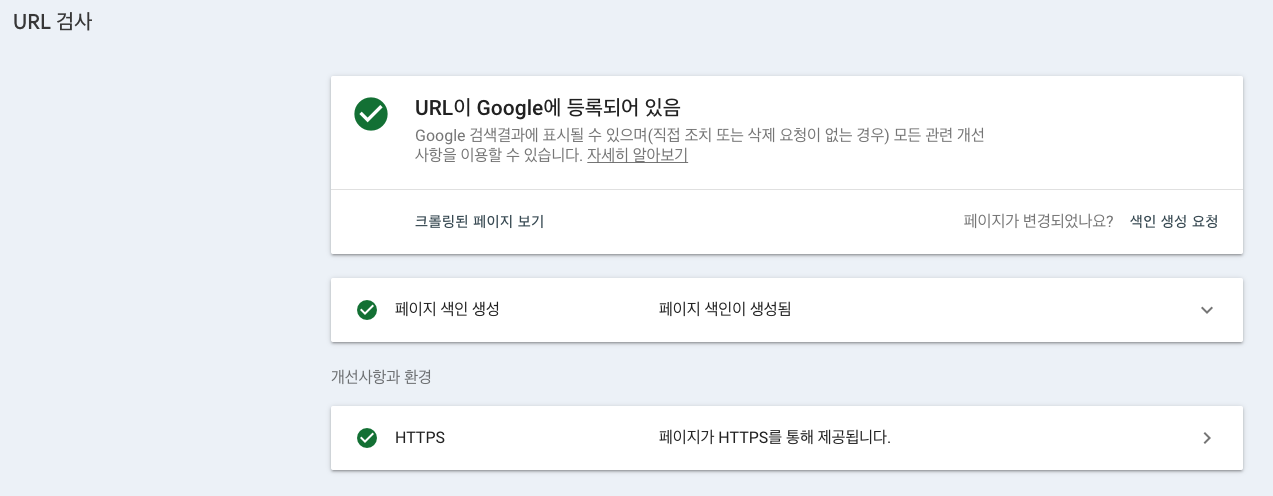 URL 검사
URL이 Google에 등록되어 있음
Google 검색결과에 표시될 수 있으며(직접 조치 또는 삭제 요청이 없는 경우) 모든 관련 개선
사항을 이용할 수 있습니다. 자세히 알아보기
크롤링된 페이지 보기
페이지가 변경되었나요? 색인 생성 요청
페이지 색인 생성
페이지 색인이 생성됨
개선사항과 환경
HTTPS
페이지가 HTTPS를 통해 제공됩니다.